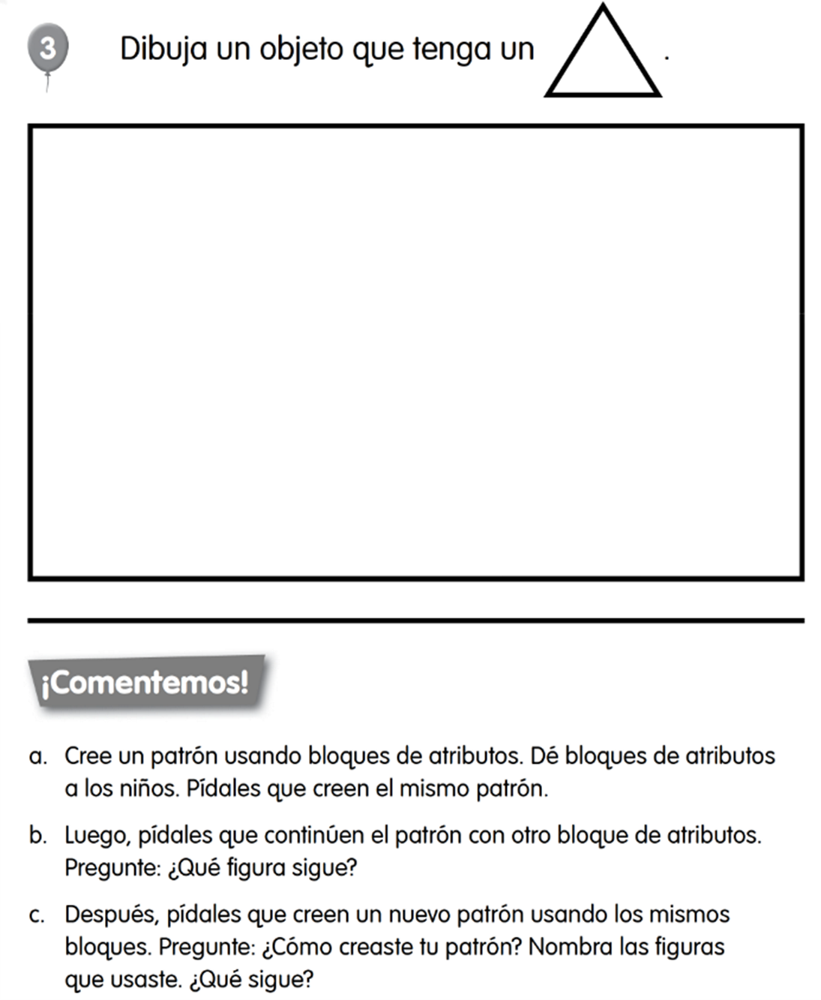 3 Dibuja un objeto que tenga un .
¡Comentemos!
a. Cree un patrón usando bloques de atributos. Dé bloques de atributos
a los niños. Pídales que creen el mismo patrón.
b. Luego, pídales que continúen el patrón con otro bloque de atributos.
Pregunte: ¿Qué figura sigue?
c. Después, pídales que creen un nuevo patrón usando los mismos
bloques. Pregunte: ¿Cómo creaste tu patrón? Nombra las figuras
que usaste. ¿Qué sigue?